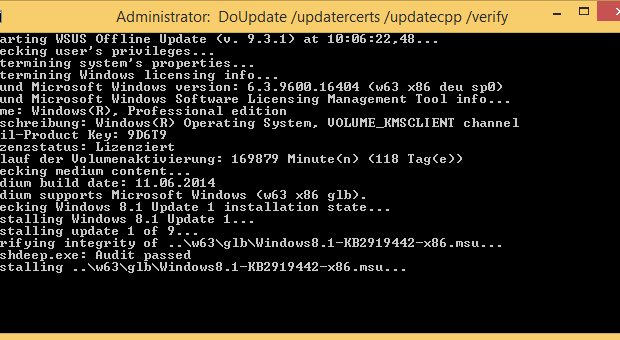 Administrator: DoUpdate /updatercerts /updatecpp /verify
arting WSUS Offline Update (v. 9.3.1) at 10:06:22,48...
ecking user's privileges...
termining system's properties...
termining Windows licensing info...
und Microsoft Windows version: 6.3.9600.16404 (w63 x86 deu sp0)
und Microsoft Windows Software Licensing Management Tool info...
me: Windows(R), Professional edition
schreibung: Windows(R) Operating System, VOLUME_KMSCLIENT channel
il-Product Key: 9D6T9
zenzstatus: Lizenziert
lauf der Volumenaktivierung: 169879 Minute(n) (118 Tag(e))
ecking medium content...
dium build date: 11.06.2014
dium supports Microsoft Windows (w63 x86 glb).
ecking Windows 8.1 Update 1 installation state...
stalling Windows 8.1 Update 1...
stalling update 1 of 9...
rifying integrity of ..\w63\glb\Windows8.1-KB2919442-x86.msu...
shdeep.exe: Audit passed
stalling ..\w63\glb\Windows8.1-KB2919442-x86.msu...